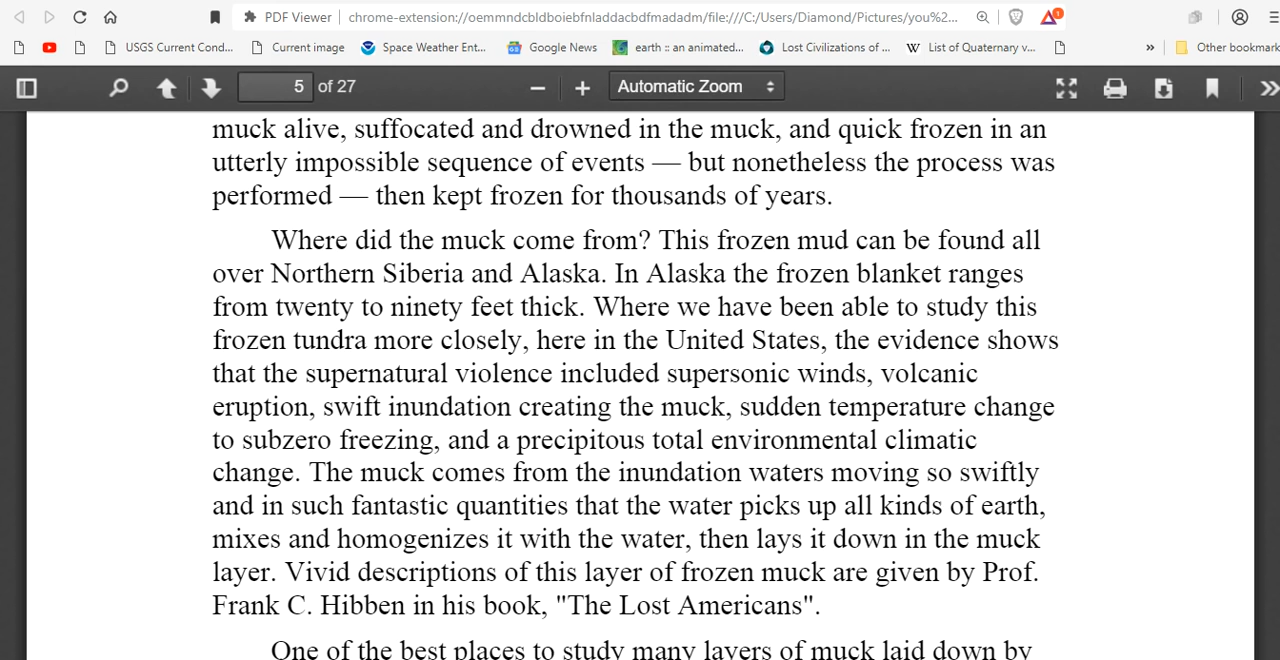 PDF Viewer
chrome-extension://oemmndcbldboiebfnladdacbdfmadadm/file:///C:/Users/Diamond/Pictures/you%2...
1
USGS Current Cond...
Current image
Space Weather Ent...
Google News
earth :: an animated...
Lost Civilizations of ...
W List of Quaternary v...
»
Other bookmark
5 of 27
Automatic Zoom
muck alive, suffocated and drowned in the muck, and quick frozen in an
utterly impossible sequence of events — but nonetheless the process was
performed — then kept frozen for thousands of years.
Where did the muck come from? This frozen mud can be found all
over Northern Siberia and Alaska. In Alaska the frozen blanket ranges
from twenty to ninety feet thick. Where we have been able to study this
frozen tundra more closely, here in the United States, the evidence shows
that the supernatural violence included supersonic winds, volcanic
eruption, swift inundation creating the muck, sudden temperature change
to subzero freezing, and a precipitous total environmental climatic
change. The muck comes from the inundation waters moving so swiftly
and in such fantastic quantities that the water picks up all kinds of earth,
mixes and homogenizes it with the water, then lays it down in the muck
layer. Vivid descriptions of this layer of frozen muck are given by Prof.
Frank C. Hibben in his book, "The Lost Americans".
One of the best places to study many layers of muck laid down by